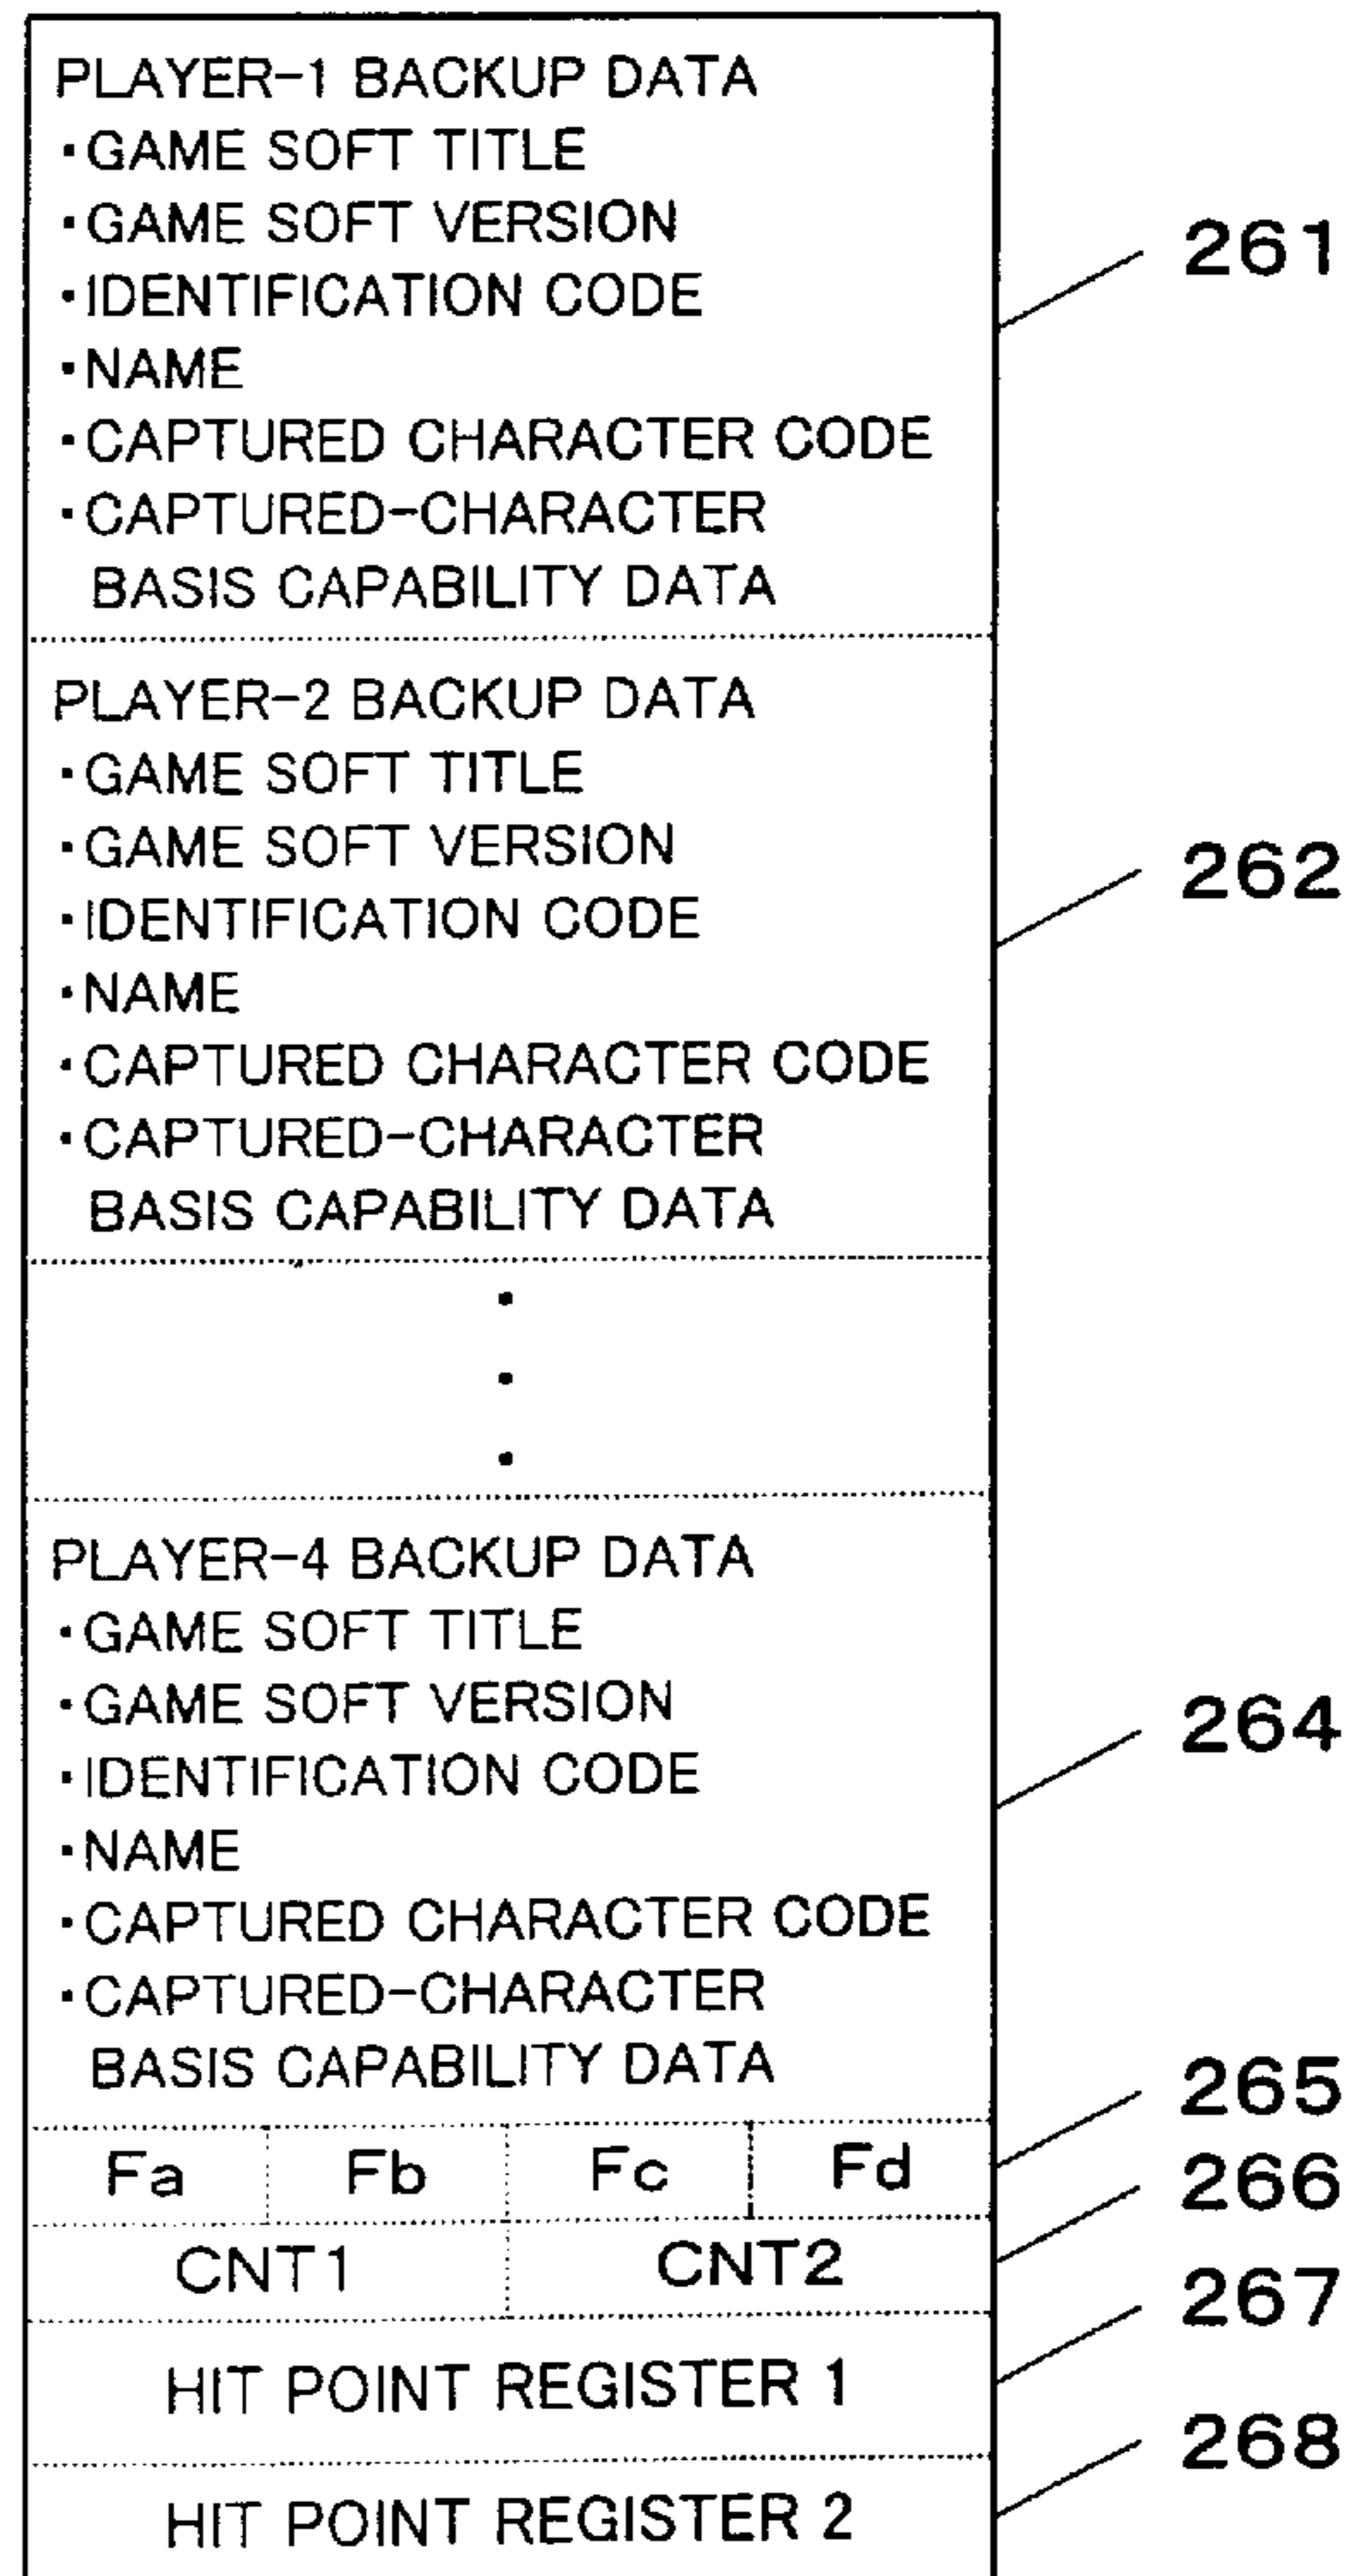 PLAYER-1 BACKUP DATA
·GAME SOFT TITLE
·GAME SOFT VERSION
·IDENTIFICATION CODE
·NAME
·CAPTURED CHARACTER CODE
·CAPTURED-CHARACTER
BASIS CAPABILITY DATA
261
PLAYER-2 BACKUP DATA
·GAME SOFT TITLE
·GAME SOFT VERSION
·IDENTIFICATION CODE
·NAME
·CAPTURED CHARACTER CODE
·CAPTURED-CHARACTER
BASIS CAPABILITY DATA
262
·
·
·
PLAYER-4 BACKUP DATA
·GAME SOFT TITLE
·GAME SOFT VERSION
·IDENTIFICATION CODE
·NAME
·CAPTURED CHARACTER CODE
·CAPTURED-CHARACTER
BASIS CAPABILITY DATA
264
Fa Fb Fc Fd 265
CNT1 CNT2 266
HIT POINT REGISTER 1 267
HIT POINT REGISTER 2 268